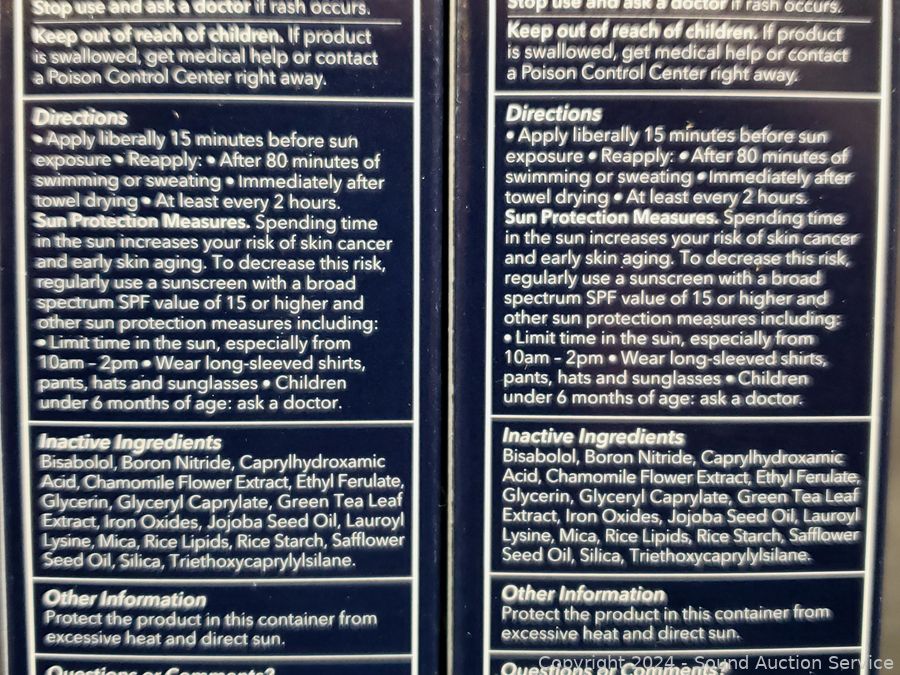 Stop use and ask a doctor if rash occurs.
Keep out of reach of children. If product
is swallowed, get medical help or contact
a Poison Control Center right away.
Directions
• Apply liberally 15 minutes before sun
exposure • Reapply: • After 80 minutes of
swimming or sweating • Immediately after
towel drying • At least every 2 hours.
Sun Protection Measures. Spending time
in the sun increases your risk of skin cancer
and early skin aging. To decrease this risk,
regularly use a sunscreen with a broad
spectrum SPF value of 15 or higher and
other sun protection measures including:
• Limit time in the sun, especially from
10am – 2pm • Wear long-sleeved shirts,
pants, hats and sunglasses • Children
under 6 months of age: ask a doctor.
Inactive Ingredients
Bisabolol, Boron Nitride, Caprylhydroxamic
Acid, Chamomile Flower Extract, Ethyl Ferulate,
Glycerin, Glyceryl Caprylate, Green Tea Leaf
Extract, Iron Oxides, Jojoba Seed Oil, Lauroyl
Lysine, Mica, Rice Lipids, Rice Starch, Safflower
Seed Oil, Silica, Triethoxycaprylylsilane.
Other Information
Protect the product in this container from
excessive heat and direct sun.
Questions or Comments?
Stop use and ask a doctor if rash occurs.
Keep out of reach of children. If product
is swallowed, get medical help or contact
a Poison Control Center right away.
Directions
• Apply liberally 15 minutes before sun
exposure • Reapply: • After 80 minutes of
swimming or sweating • Immediately after
towel drying • At least every 2 hours.
Sun Protection Measures. Spending time
in the sun increases your risk of skin cancer
and early skin aging. To decrease this risk,
regularly use a sunscreen with a broad
spectrum SPF value of 15 or higher and
other sun protection measures including:
• Limit time in the sun, especially from
10am – 2pm • Wear long-sleeved shirts,
pants, hats and sunglasses • Children
under 6 months of age: ask a doctor.
Inactive Ingredients
Bisabolol, Boron Nitride, Caprylhydroxamic
Acid, Chamomile Flower Extract, Ethyl Ferulate,
Glycerin, Glyceryl Caprylate, Green Tea Leaf
Extract, Iron Oxides, Jojoba Seed Oil, Lauroyl
Lysine, Mica, Rice Lipids, Rice Starch, Safflower
Seed Oil, Silica, Triethoxycaprylylsilane.
Other Information
Protect the product in this container from
excessive heat and direct sun.
Questions or Comments?
Copyright 2024 - Sound Auction Service